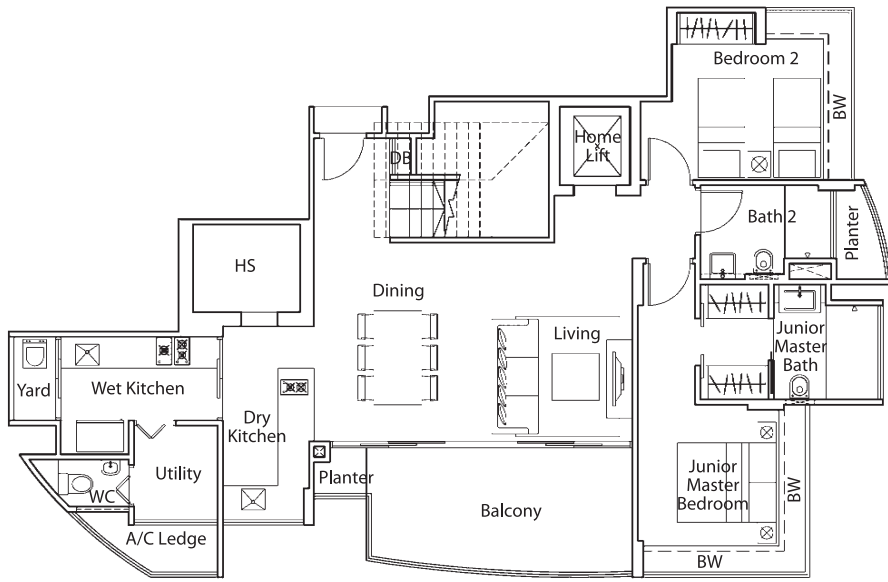 Bedroom 2
BW
Home
Lift
DB
Bath 2
Planter
HS
Dining
Living
Junior
Master
Bath
Yard
Wet Kitchen
Dry
Kitchen
Utility
WC
Planter
A/C Ledge
Balcony
Junior
Master
Bedroom
BW
BW